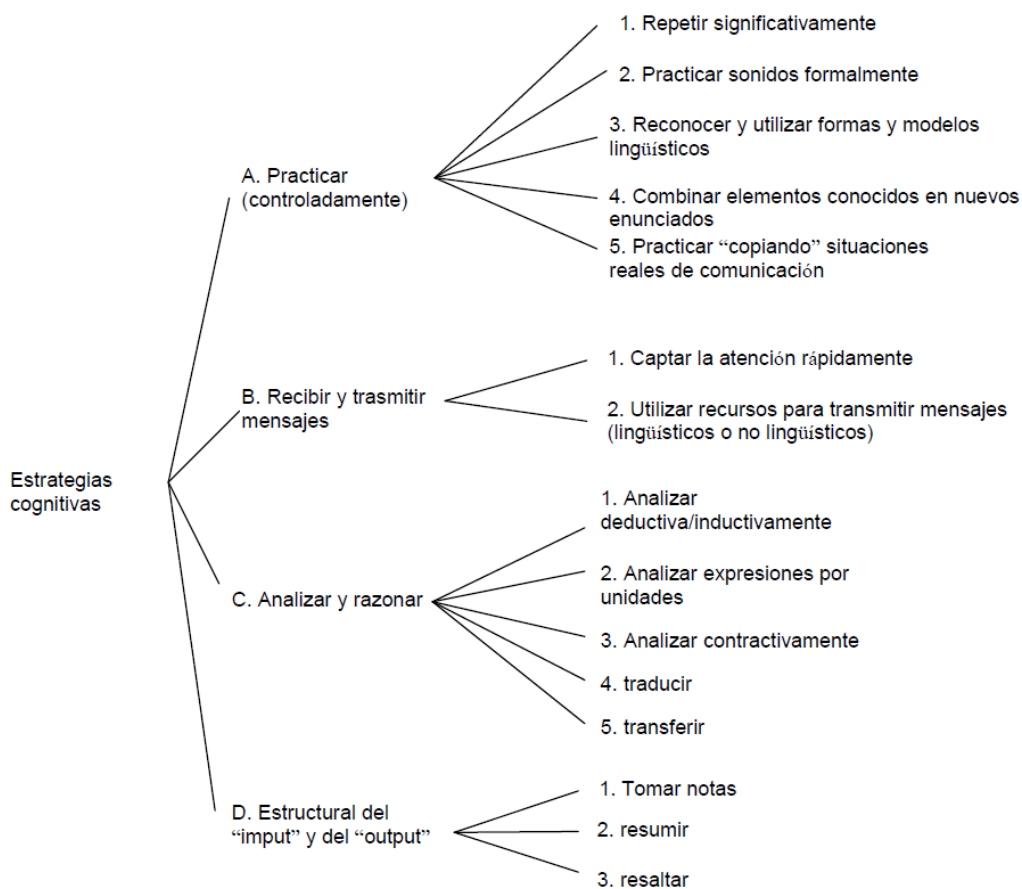 Estrategias
cognitivas
A. Practicar
(controladamente)
1. Repetir significativamente
2. Practicar sonidos formalmente
3. Reconocer y utilizar formas y modelos
lingüísticos
4. Combinar elementos conocidos en nuevos
enunciados
5. Practicar “copiando” situaciones
reales de comunicación
B. Recibir y trasmitir
mensajes
1. Captar la atención rápidamente
2. Utilizar recursos para transmitir mensajes
(lingüísticos o no lingüísticos)
C. Analizar y razonar
1. Analizar
deductiva/inductivamente
2. Analizar expresiones por
unidades
3. Analizar contractivamente
4. traducir
5. transferir
D. Estructural del
“imput” y del “output”
1. Tomar notas
2. resumir
3. resaltar